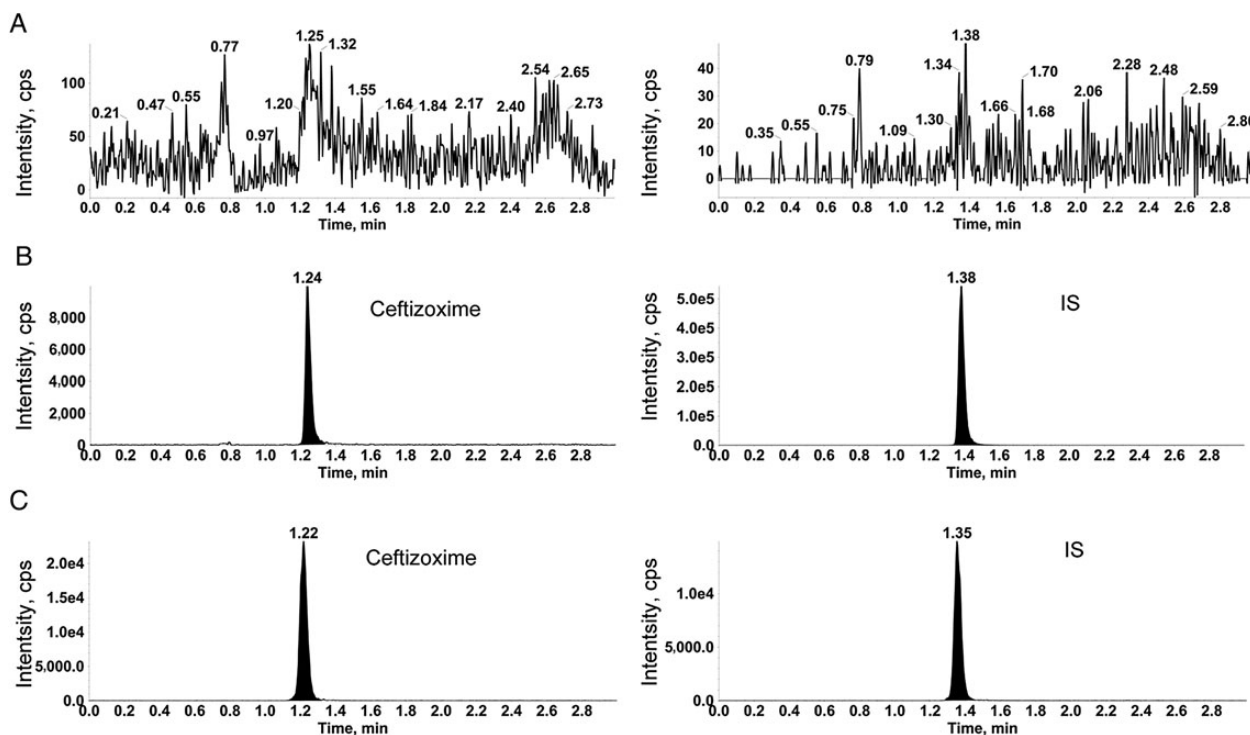 A
Intentsity, cps
100
50
0
0.21
0.47
0.55
0.77
0.97
1.20
1.25
1.32
1.55
1.64
1.84
2.17
2.40
2.54
2.65
2.73
0.0 0.2 0.4 0.6 0.8 1.0 1.2 1.4 1.6 1.8 2.0 2.2 2.4 2.6 2.8
Time, min
Intentsity, cps
40
30
20
10
0
0.35
0.55
0.75
0.79
1.09
1.30
1.34
1.38
1.66
1.70
1.68
2.06
2.28
2.48
2.59
0.0 0.2 0.4 0.6 0.8 1.0 1.2 1.4 1.6 1.8 2.0 2.2 2.4 2.6 2.8
Time, min
B
Intentsity, cps
8,000
6,000
4,000
2,000
0
1.24
Ceftizoxime
0.0 0.2 0.4 0.6 0.8 1.0 1.2 1.4 1.6 1.8 2.0 2.2 2.4 2.6 2.8
Time, min
Intentsity, cps
5.0e5
4.0e5
3.0e5
2.0e5
1.0e5
0.0
1.38
IS
0.0 0.2 0.4 0.6 0.8 1.0 1.2 1.4 1.6 1.8 2.0 2.2 2.4 2.6 2.8
Time, min
C
Intentsity, cps
2.0e4
1.5e4
1.0e4
5,000.0
0.0
1.22
Ceftizoxime
0.0 0.2 0.4 0.6 0.8 1.0 1.2 1.4 1.6 1.8 2.0 2.2 2.4 2.6 2.8
Time, min
Intentsity, cps
1.0e4
5,000.0
0.0
1.35
IS
0.0 0.2 0.4 0.6 0.8 1.0 1.2 1.4 1.6 1.8 2.0 2.2 2.4 2.6 2.8
Time, min